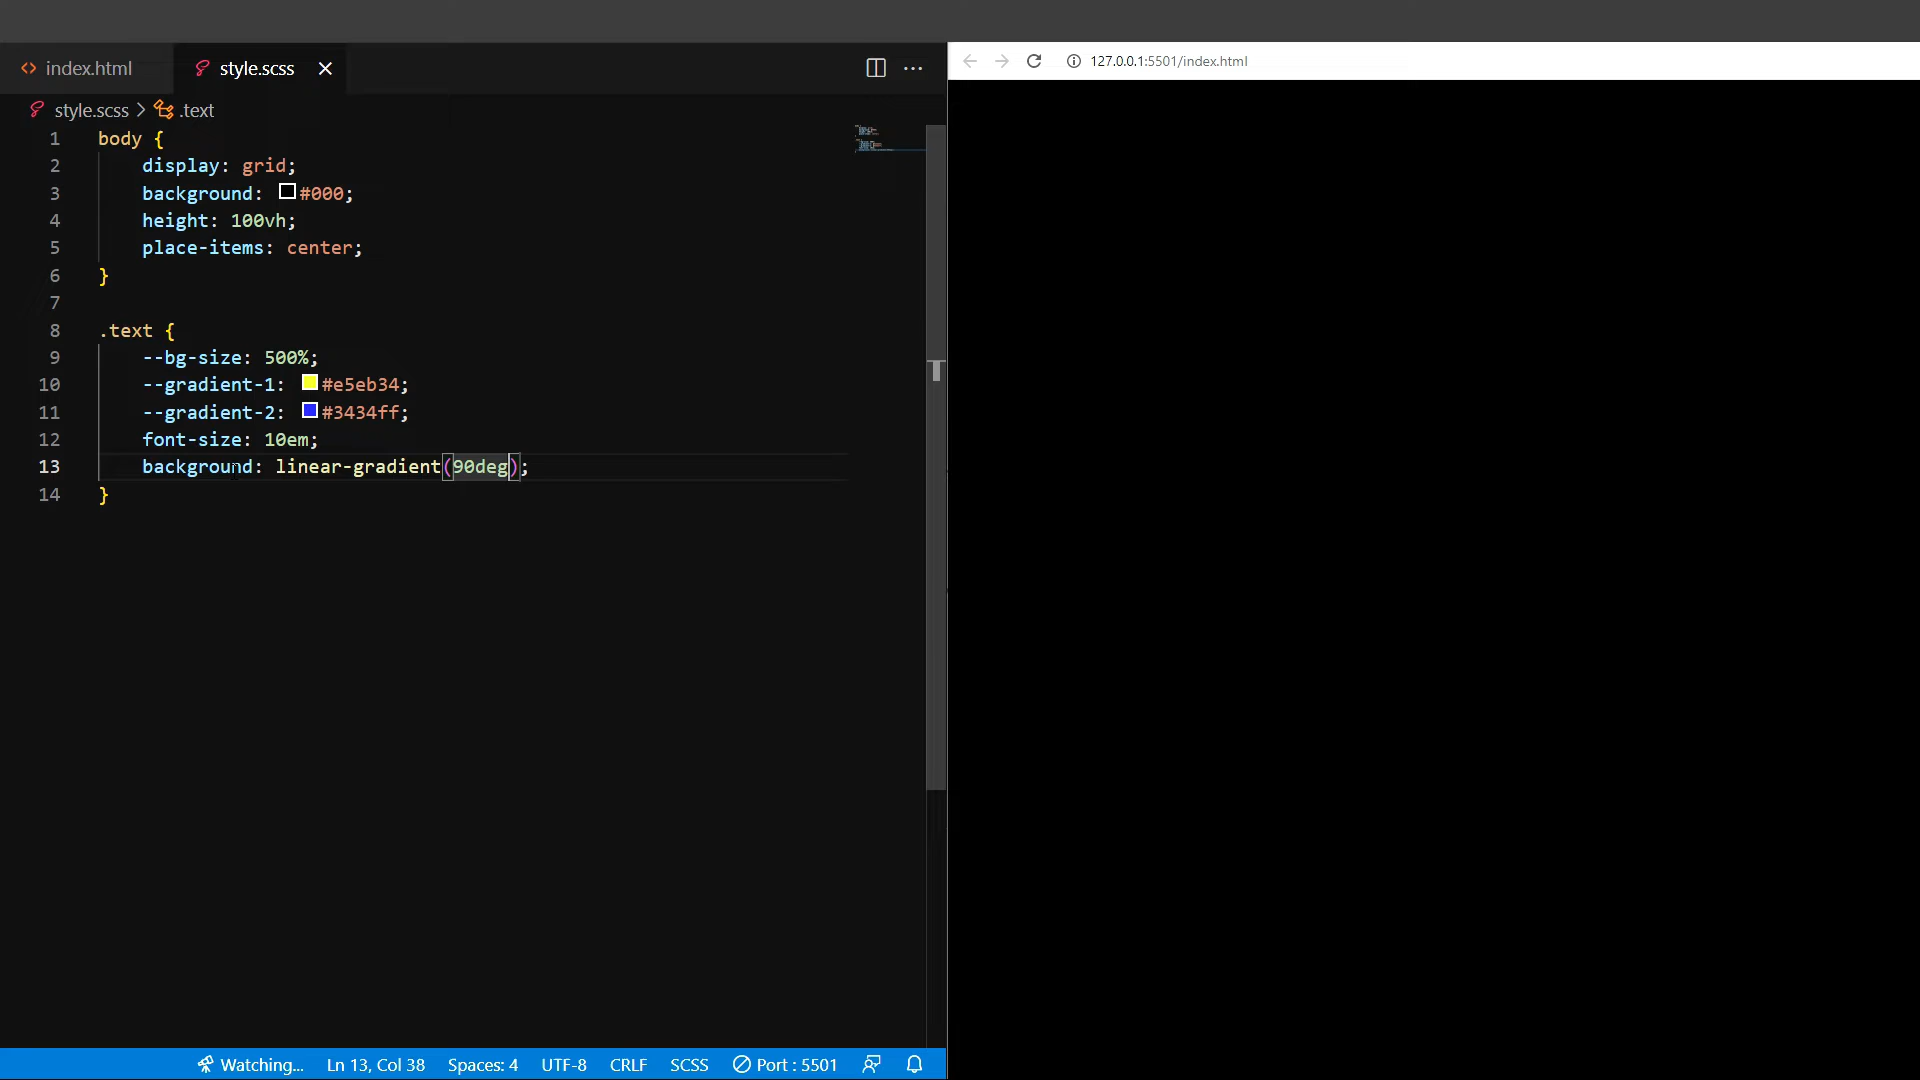 index.html
style.scss
127.0.0.1:5501/index.html
style.scss > .text
1 body {
2 display: grid;
3 background: #000;
4 height: 100vh;
5 place-items: center;
6 }
7
8 .text {
9 --bg-size: 500%;
10 --gradient-1: #e5eb34;
11 --gradient-2: #3434ff;
12 font-size: 10em;
13 background: linear-gradient(90deg);
14 }
Watching... Ln 13, Col 38 Spaces: 4 UTF-8 CRLF SCSS Port : 5501